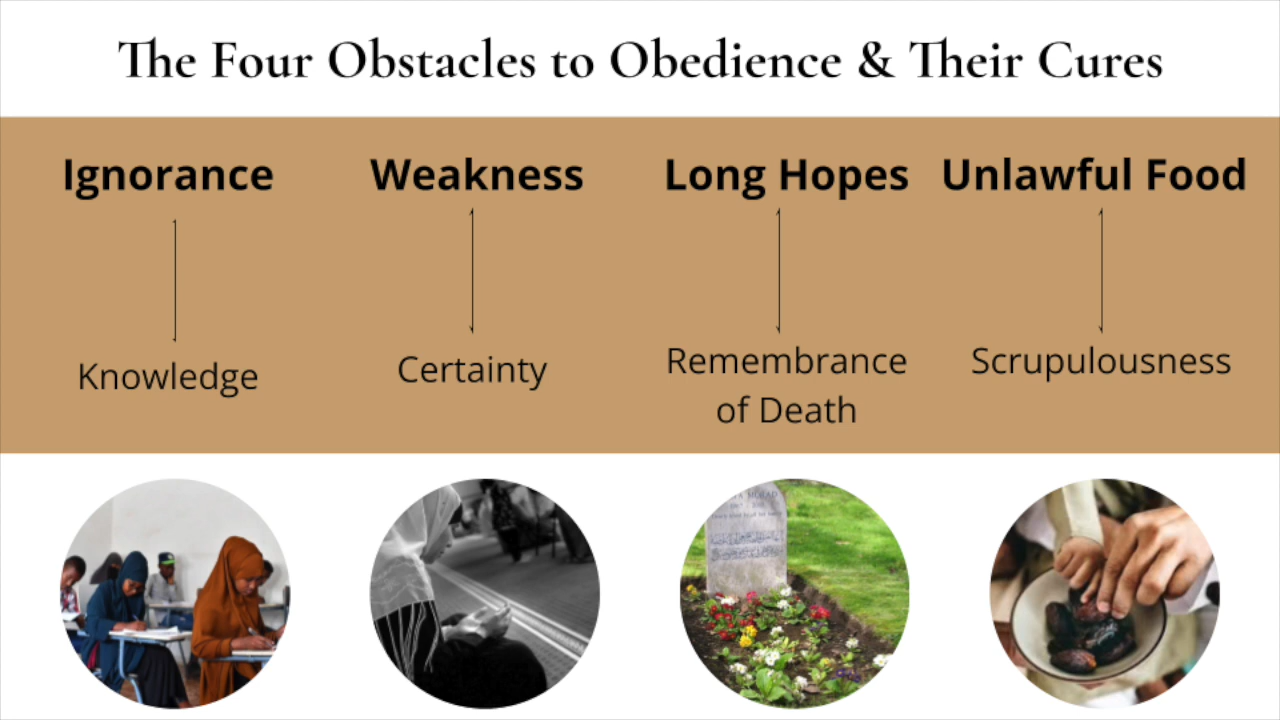 The Four Obstacles to Obedience & Their Cures
Ignorance
Weakness
Long Hopes
Unlawful Food
Knowledge
Certainty
Remembrance
of Death
Scrupulousness